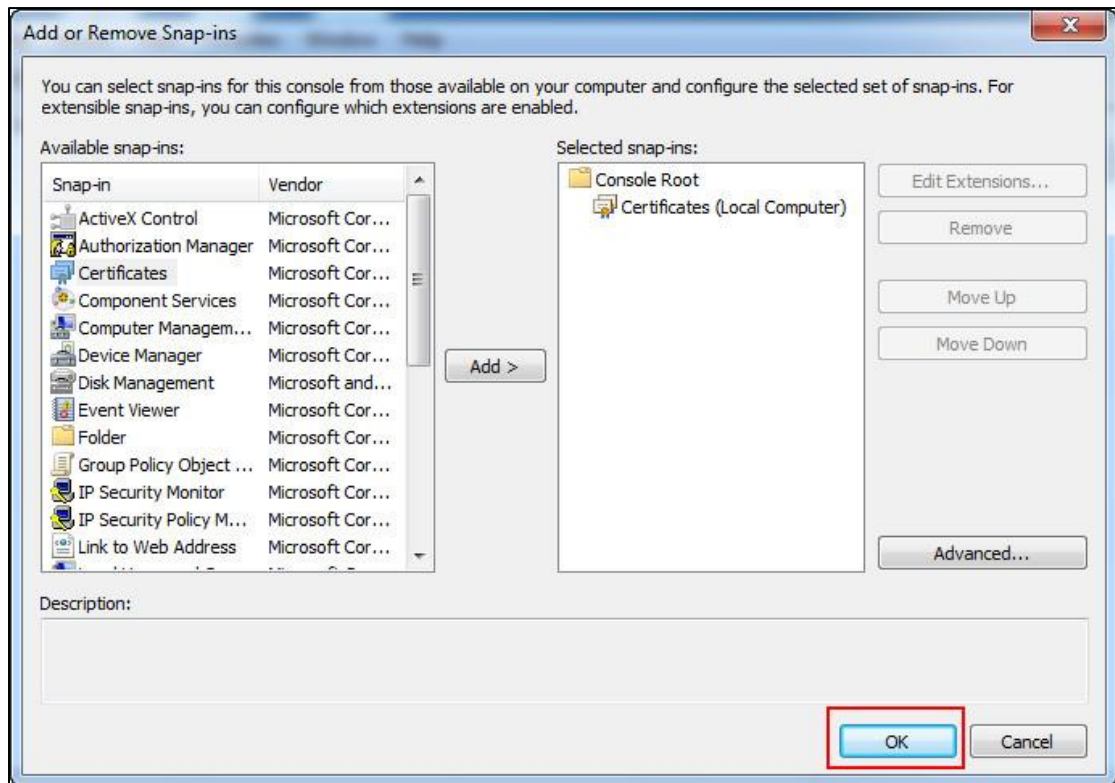 Add or Remove Snap-ins
Window Help
You can select snap-ins for this console from those available on your computer and configure the selected set of snap-ins. For
extensible snap-ins, you can configure which extensions are enabled.
Available snap-ins:
Snap-in Vendor
ActiveX Control Microsoft Cor...
Authorization Manager Microsoft Cor...
Certificates Microsoft Cor...
Component Services Microsoft Cor...
Computer Managem... Microsoft Cor...
Device Manager Microsoft Cor...
Disk Management Microsoft and...
Event Viewer Microsoft Cor...
Folder Microsoft Cor...
Group Policy Object ... Microsoft Cor...
IP Security Monitor Microsoft Cor...
IP Security Policy M... Microsoft Cor...
Link to Web Address Microsoft Cor...
Add >
Selected snap-ins:
Console Root
Certificates (Local Computer)
Edit Extensions...
Remove
Move Up
Move Down
Advanced...
Description:
OK
Cancel